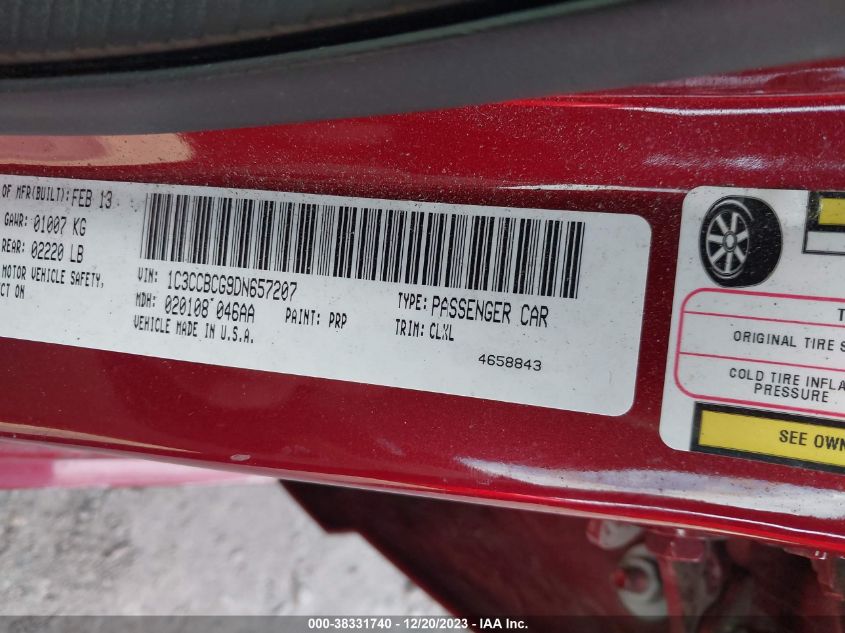 OF MFR(BUILT): FEB 13
GAWR: 01007 KG
REAR: 02220 LB
MOTOR VEHICLE SAFETY,
CT ON
VIN: 1C3CCBCG9DN657207
MDH: 020108 046AA
PAINT: PRP
VEHICLE MADE IN U.S.A.
TYPE: PASSENGER CAR
TRIM: CLXL
4658843
T
ORIGINAL TIRE S
COLD TIRE INFLA
PRESSURE
SEE OWN
000-38331740 — 12/20/2023 — IAA Inc.